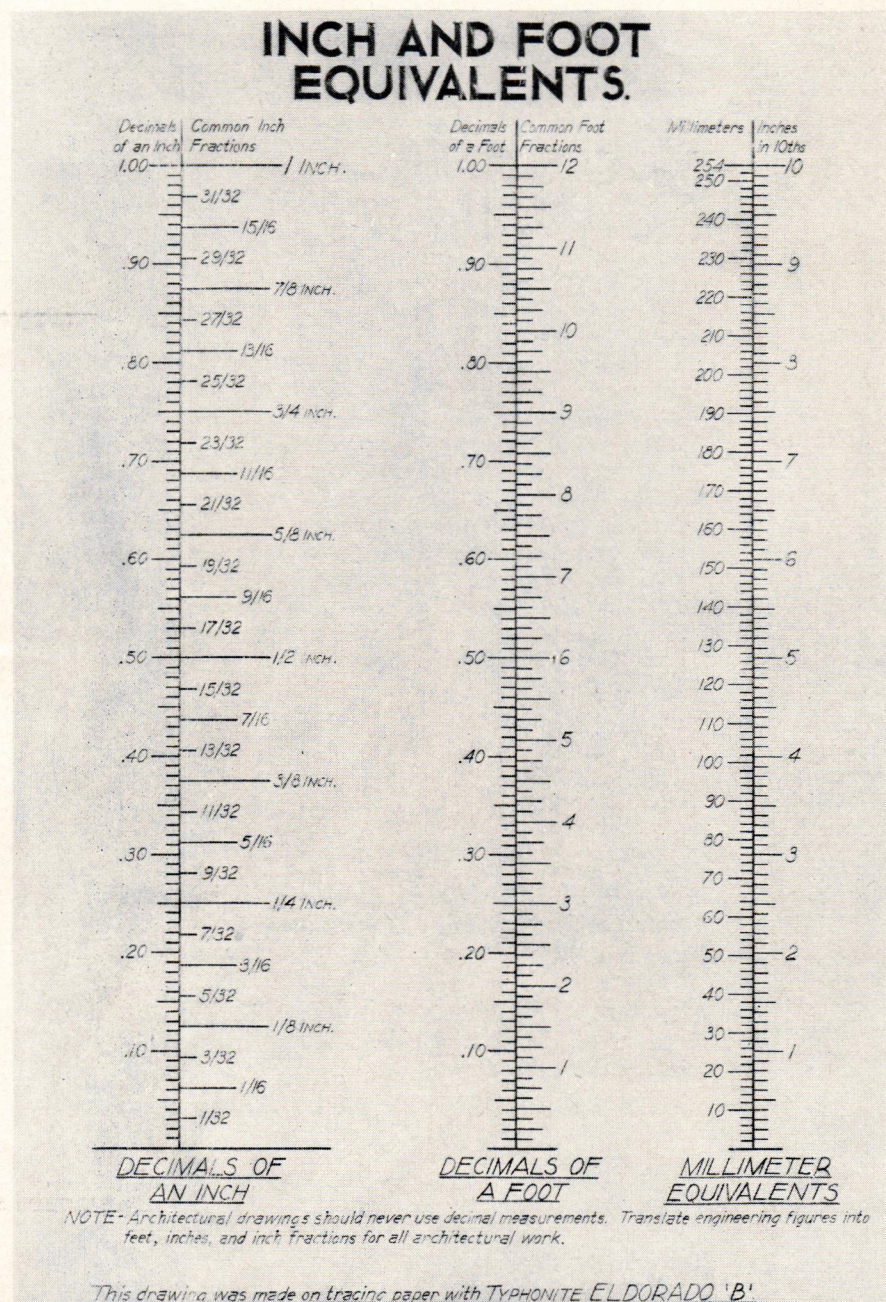 INCH AND FOOT
EQUIVALENTS.
Decimals of an Inch
Common Inch Fractions
1.00 1 INCH.
31/32
15/16
.90 29/32
7/8 INCH.
27/32
13/16
.80 25/32
3/4 INCH.
23/32
.70 11/16
21/32
5/8 INCH.
.60 19/32
9/16
17/32
.50 1/2 INCH.
15/32
7/16
.40 13/32
3/8 INCH.
11/32
5/16
.30 9/32
1/4 INCH.
7/32
.20 3/16
5/32
1/8 INCH.
.10 3/32
1/16
1/32
DECIMALS OF
AN INCH
Decimals of a Foot
Common Foot Fractions
1.00 12
11
.90
10
.80
9
.70
8
.60 7
.50 6
.40 5
4
.30
3
.20
2
.10 1
DECIMALS OF
A FOOT
Millimeters
Inches in 10ths
254 10
250
240
230 9
220
210
200 8
190
180
170 7
160
150 6
140
130 5
120
110
100 4
90
80
70 3
60
50 2
40
30
20 1
10
MILLIMETER
EQUIVALENTS
NOTE - Architectural drawings should never use decimal measurements. Translate engineering figures into
feet, inches, and inch fractions for all architectural work.
This drawing was made on tracing paper with TYPHONITE ELDORADO 'B'.